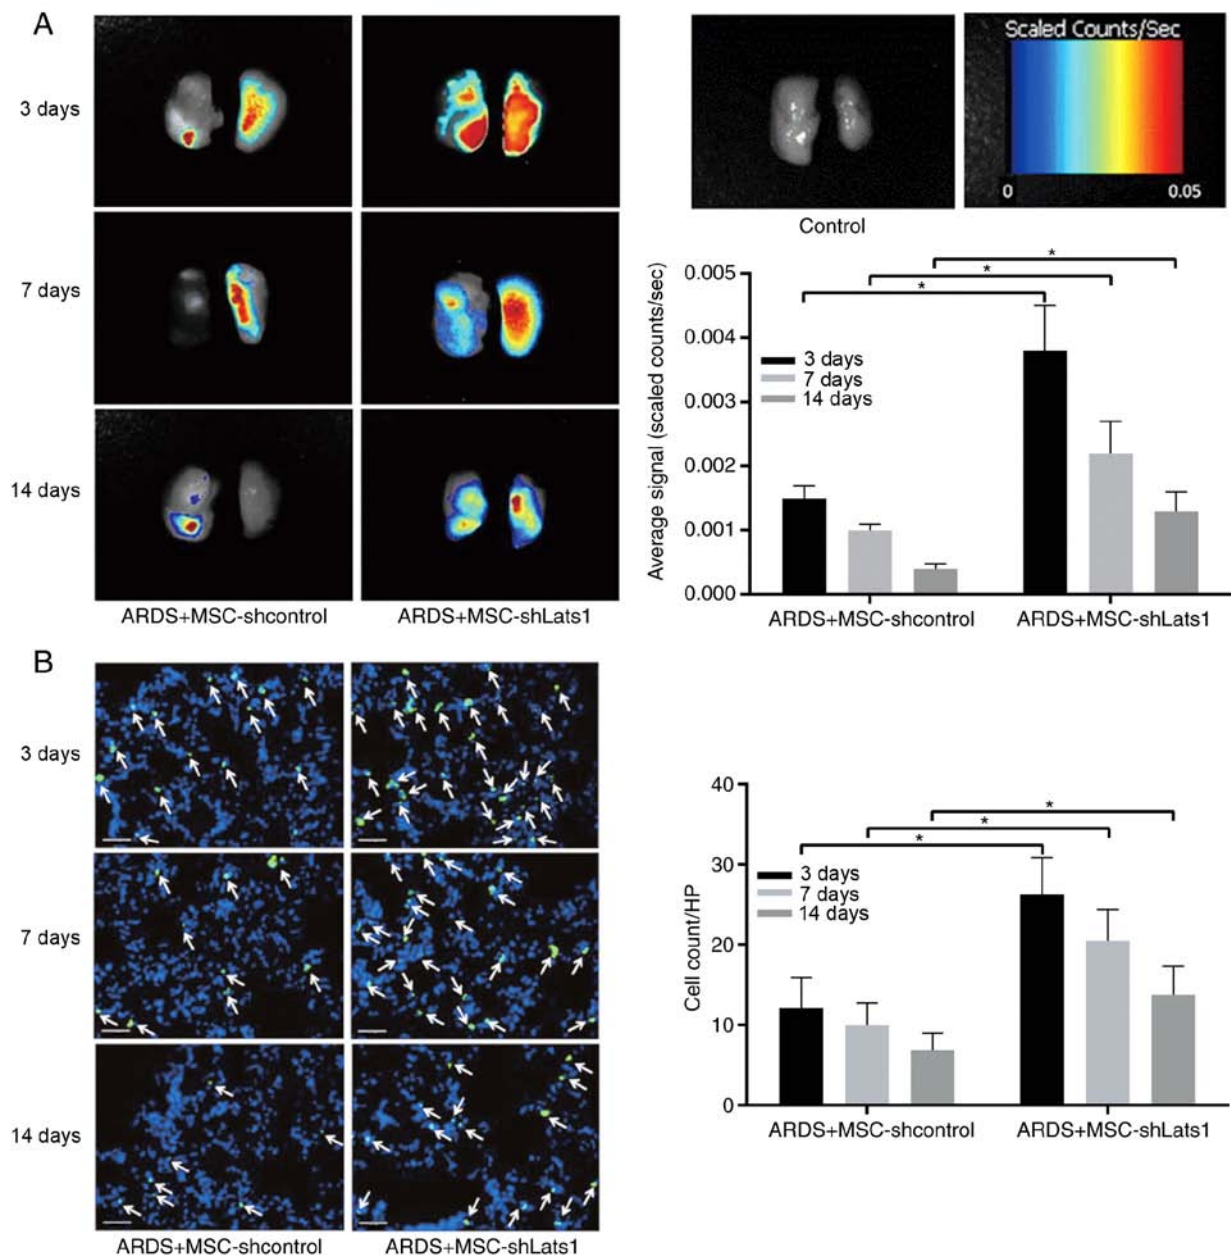 A
3 days
7 days
14 days
ARDS+MSC-shcontrol
ARDS+MSC-shLats1
Control
Scaled Counts/Sec
0
0.05
Average signal (scaled counts/sec)
0.005
0.004
0.003
0.002
0.001
0.000
3 days
7 days
14 days
*
*
*
ARDS+MSC-shcontrol
ARDS+MSC-shLats1
B
3 days
7 days
14 days
ARDS+MSC-shcontrol
ARDS+MSC-shLats1
Cell count/HP
40
30
20
10
0
3 days
7 days
14 days
*
*
*
ARDS+MSC-shcontrol
ARDS+MSC-shLats1